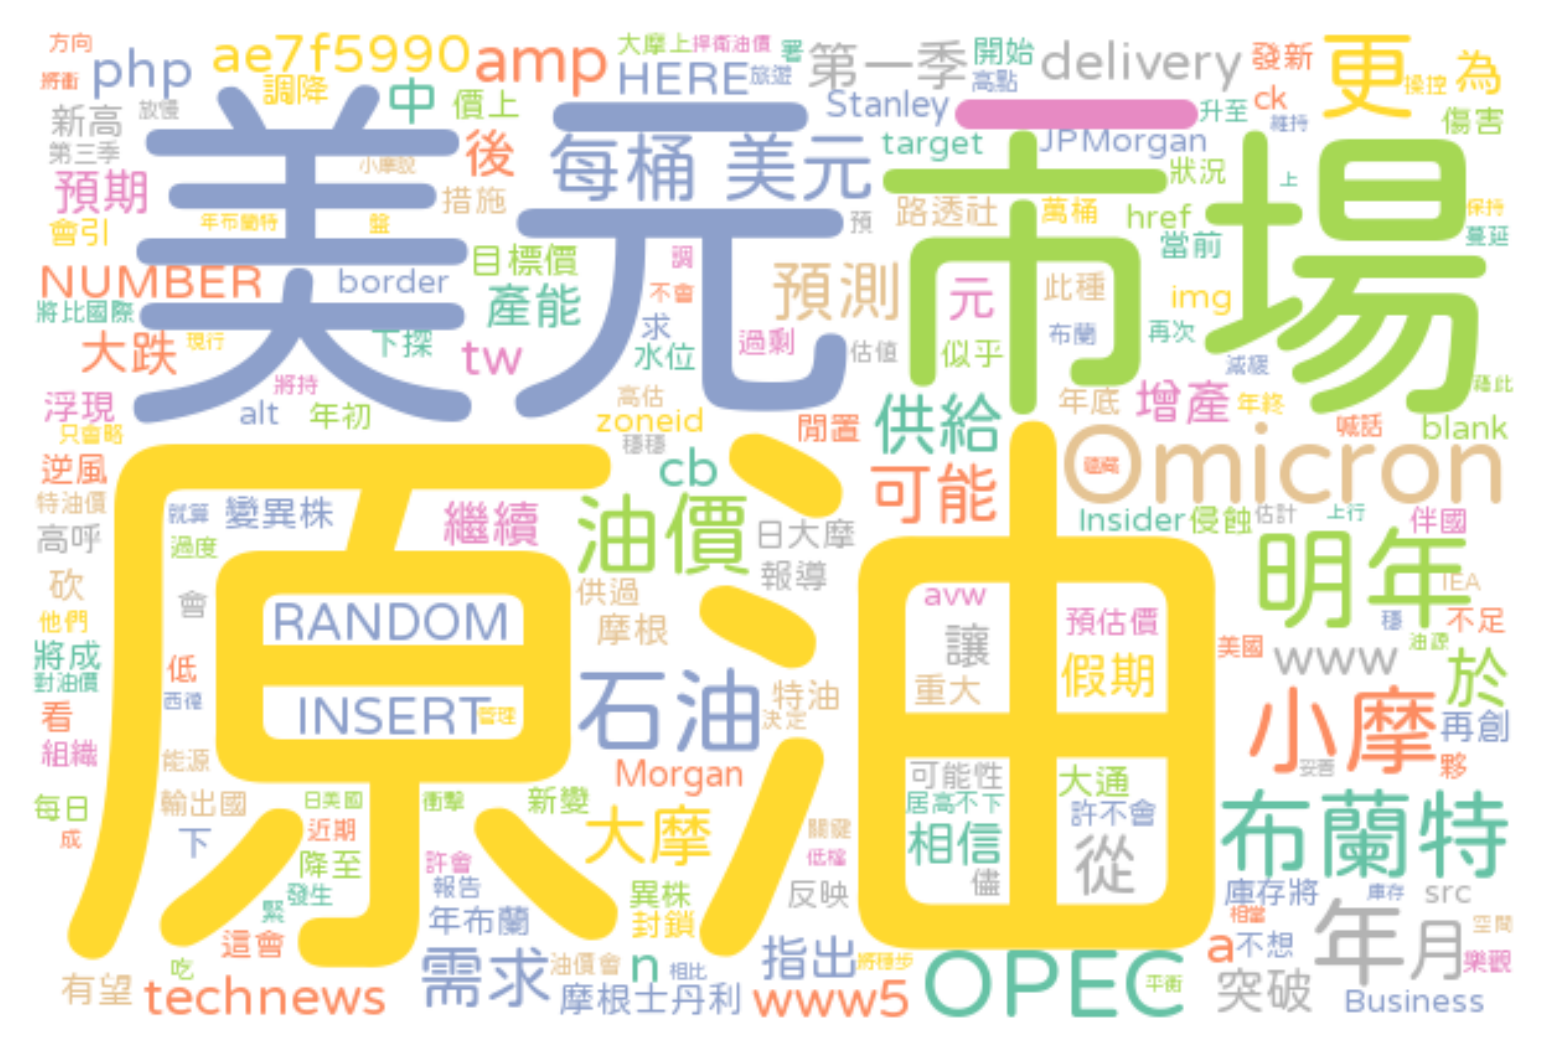 方向 php ae7f5990 amp 大摩上 捍衛油價 署 第一季 開始 delivery 發新 更 為
將衝 調降 中 HERE 旅遊 高點 操控
新高 放慢 價上 Stanley 升至 ck 維持 傷害
第三季 小摩說 後 每桶 美元 target JPMorgan 狀況 上
美元 市場
預期 措施 路透社 萬桶 href 保持
會引 年布蘭特 盤 預 當前 蔓延
NUMBER border 目標價 調 預測 元 此種 img
將比國際 產能 不會 求 布蘭 再次
大跌 現行 下探 tw 水位 過剩 估值 似乎 減緩
浮現 將持 高估 年底 增產 年終 藉此
alt 年初 zoneid 閒置 供給 喊話 blank
只會略 穩穩
逆風 cb 可能 Omicron
原油
特油價 就算 變異株 繼續 油價 日大摩 Insider 侵蝕 估計 上行 伴國
高呼 過度 報導 明年
砍 會 供過 avw IEA
他們 RANDOM 摩根 讓 預估價 穩 不足
將成 低 美國 www 油源 於
對油價 西德 石油 特油 重大 假期
看 INSERT 管理 決定 小摩 再創
組織 能源 Morgan 可能性 大通 妥善 夥
每日 輸出國 日美國 衝擊 新變 居高不下 許不會 布蘭特
成 下 近期 大摩 關鍵 相信
降至 許會 低檔 從
發生 報告 異株 反映 儘 庫存將 庫存 src
緊 年布蘭 封鎖 相當 年月 空間
這會 需求 油價會 n 相比 指出 將穩步 a 不想 樂觀
有望 吃 OPEC 平衡 突破
technews 摩根士丹利 www5 Business